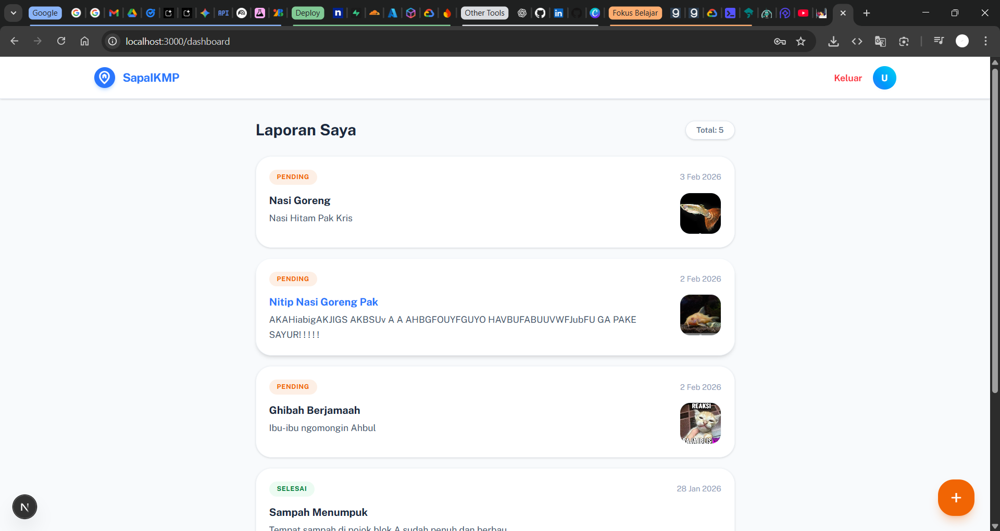 Google
API
Deploy
n
Other Tools
Fokus Belajar
localhost:3000/dashboard
SapaIKMP
Keluar
U
Laporan Saya
Total: 5
PENDING
3 Feb 2026
Nasi Goreng
Nasi Hitam Pak Kris
PENDING
2 Feb 2026
Nitip Nasi Goreng Pak
AKAHiabigAKJIGS AKBSUv A A AHBGFOUYFGUYO HAVBUFABUUVWFJubFU GA PAKE
SAYUR!!!!!
PENDING
2 Feb 2026
Ghibah Berjamaah
Ibu-ibu ngomongin Ahbul
REAKSI
RAJA IBLIS
SELESAI
28 Jan 2026
Sampah Menumpuk
Tempat sampah di pojok blok A sudah penuh dan berbau
N
+